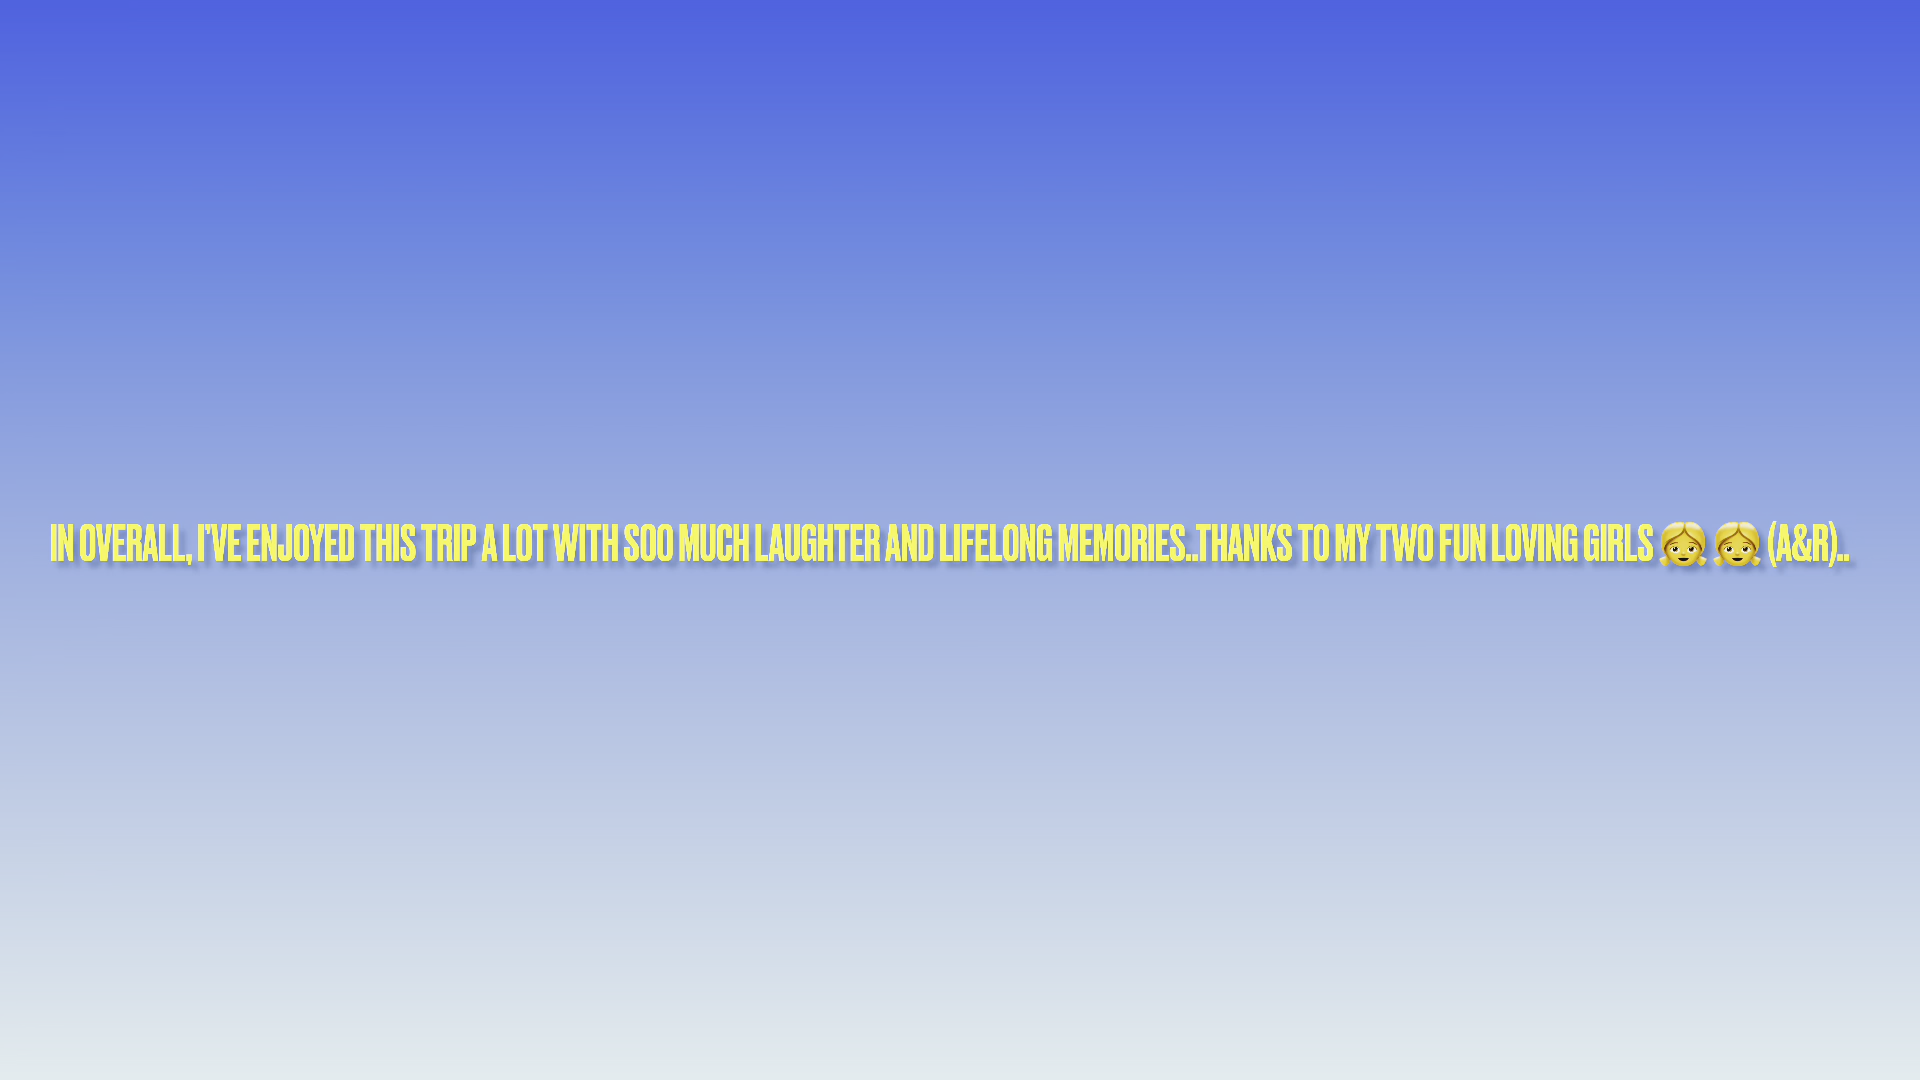 IN OVERALL, I'VE ENJOYED THIS TRIP A LOT WITH SOO MUCH LAUGHTER AND LIFELONG MEMORIES..THANKS TO MY TWO FUN LOVING GIRLS 👧👧 (A&R)..